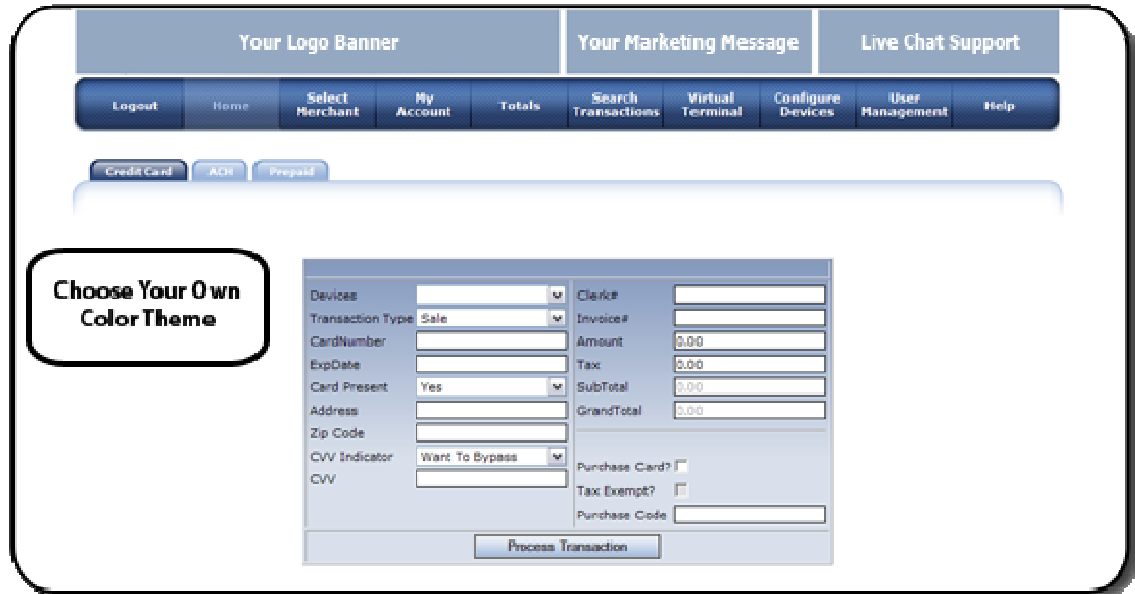 Your Logo Banner
Your Marketing Message
Live Chat Support
Logout
Home
Select
Merchant
My
Account
Totals
Search
Transactions
Virtual
Terminal
Configure
Devices
User
Management
Help
Credit Card
ACH
Prepaid
Choose Your Own
Color Theme
Devices
Transaction Type Sale
CardNumber
ExpDate
Card Present Yes
Address
Zip Code
CVV Indicator Want To Bypass
CVV
Clerk#
Invoice#
Amount 0.00
Tax 0.00
SubTotal 0.00
GrandTotal 0.00
Purchase Card?
Tax Exempt?
Purchase Code
Process Transaction